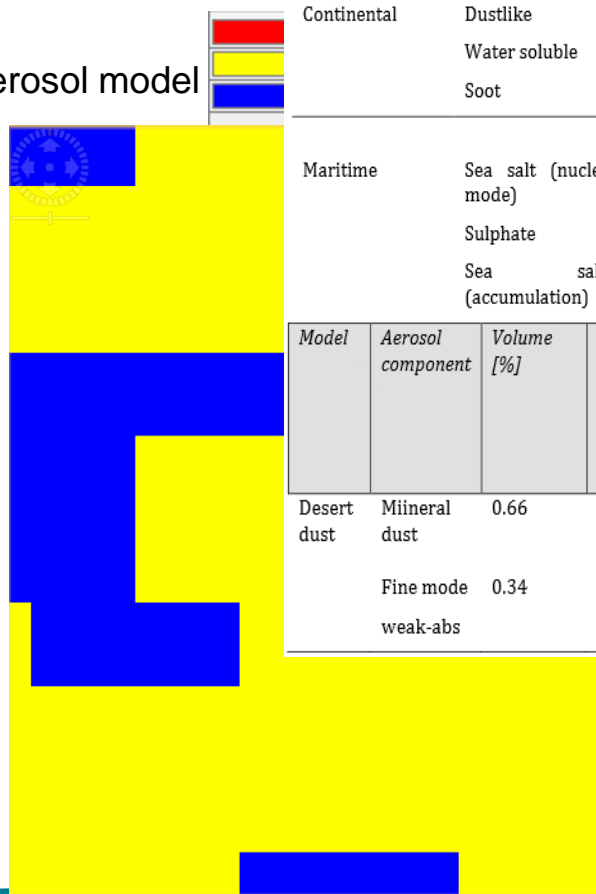 erosol model
Continental Dustlike
Water soluble
Soot
Maritime Sea salt (nucle
mode)
Sulphate
Sea sal
(accumulation)
Model Aerosol component Volume [%]
Desert dust Miineral dust 0.66
Fine mode 0.34
weak-abs